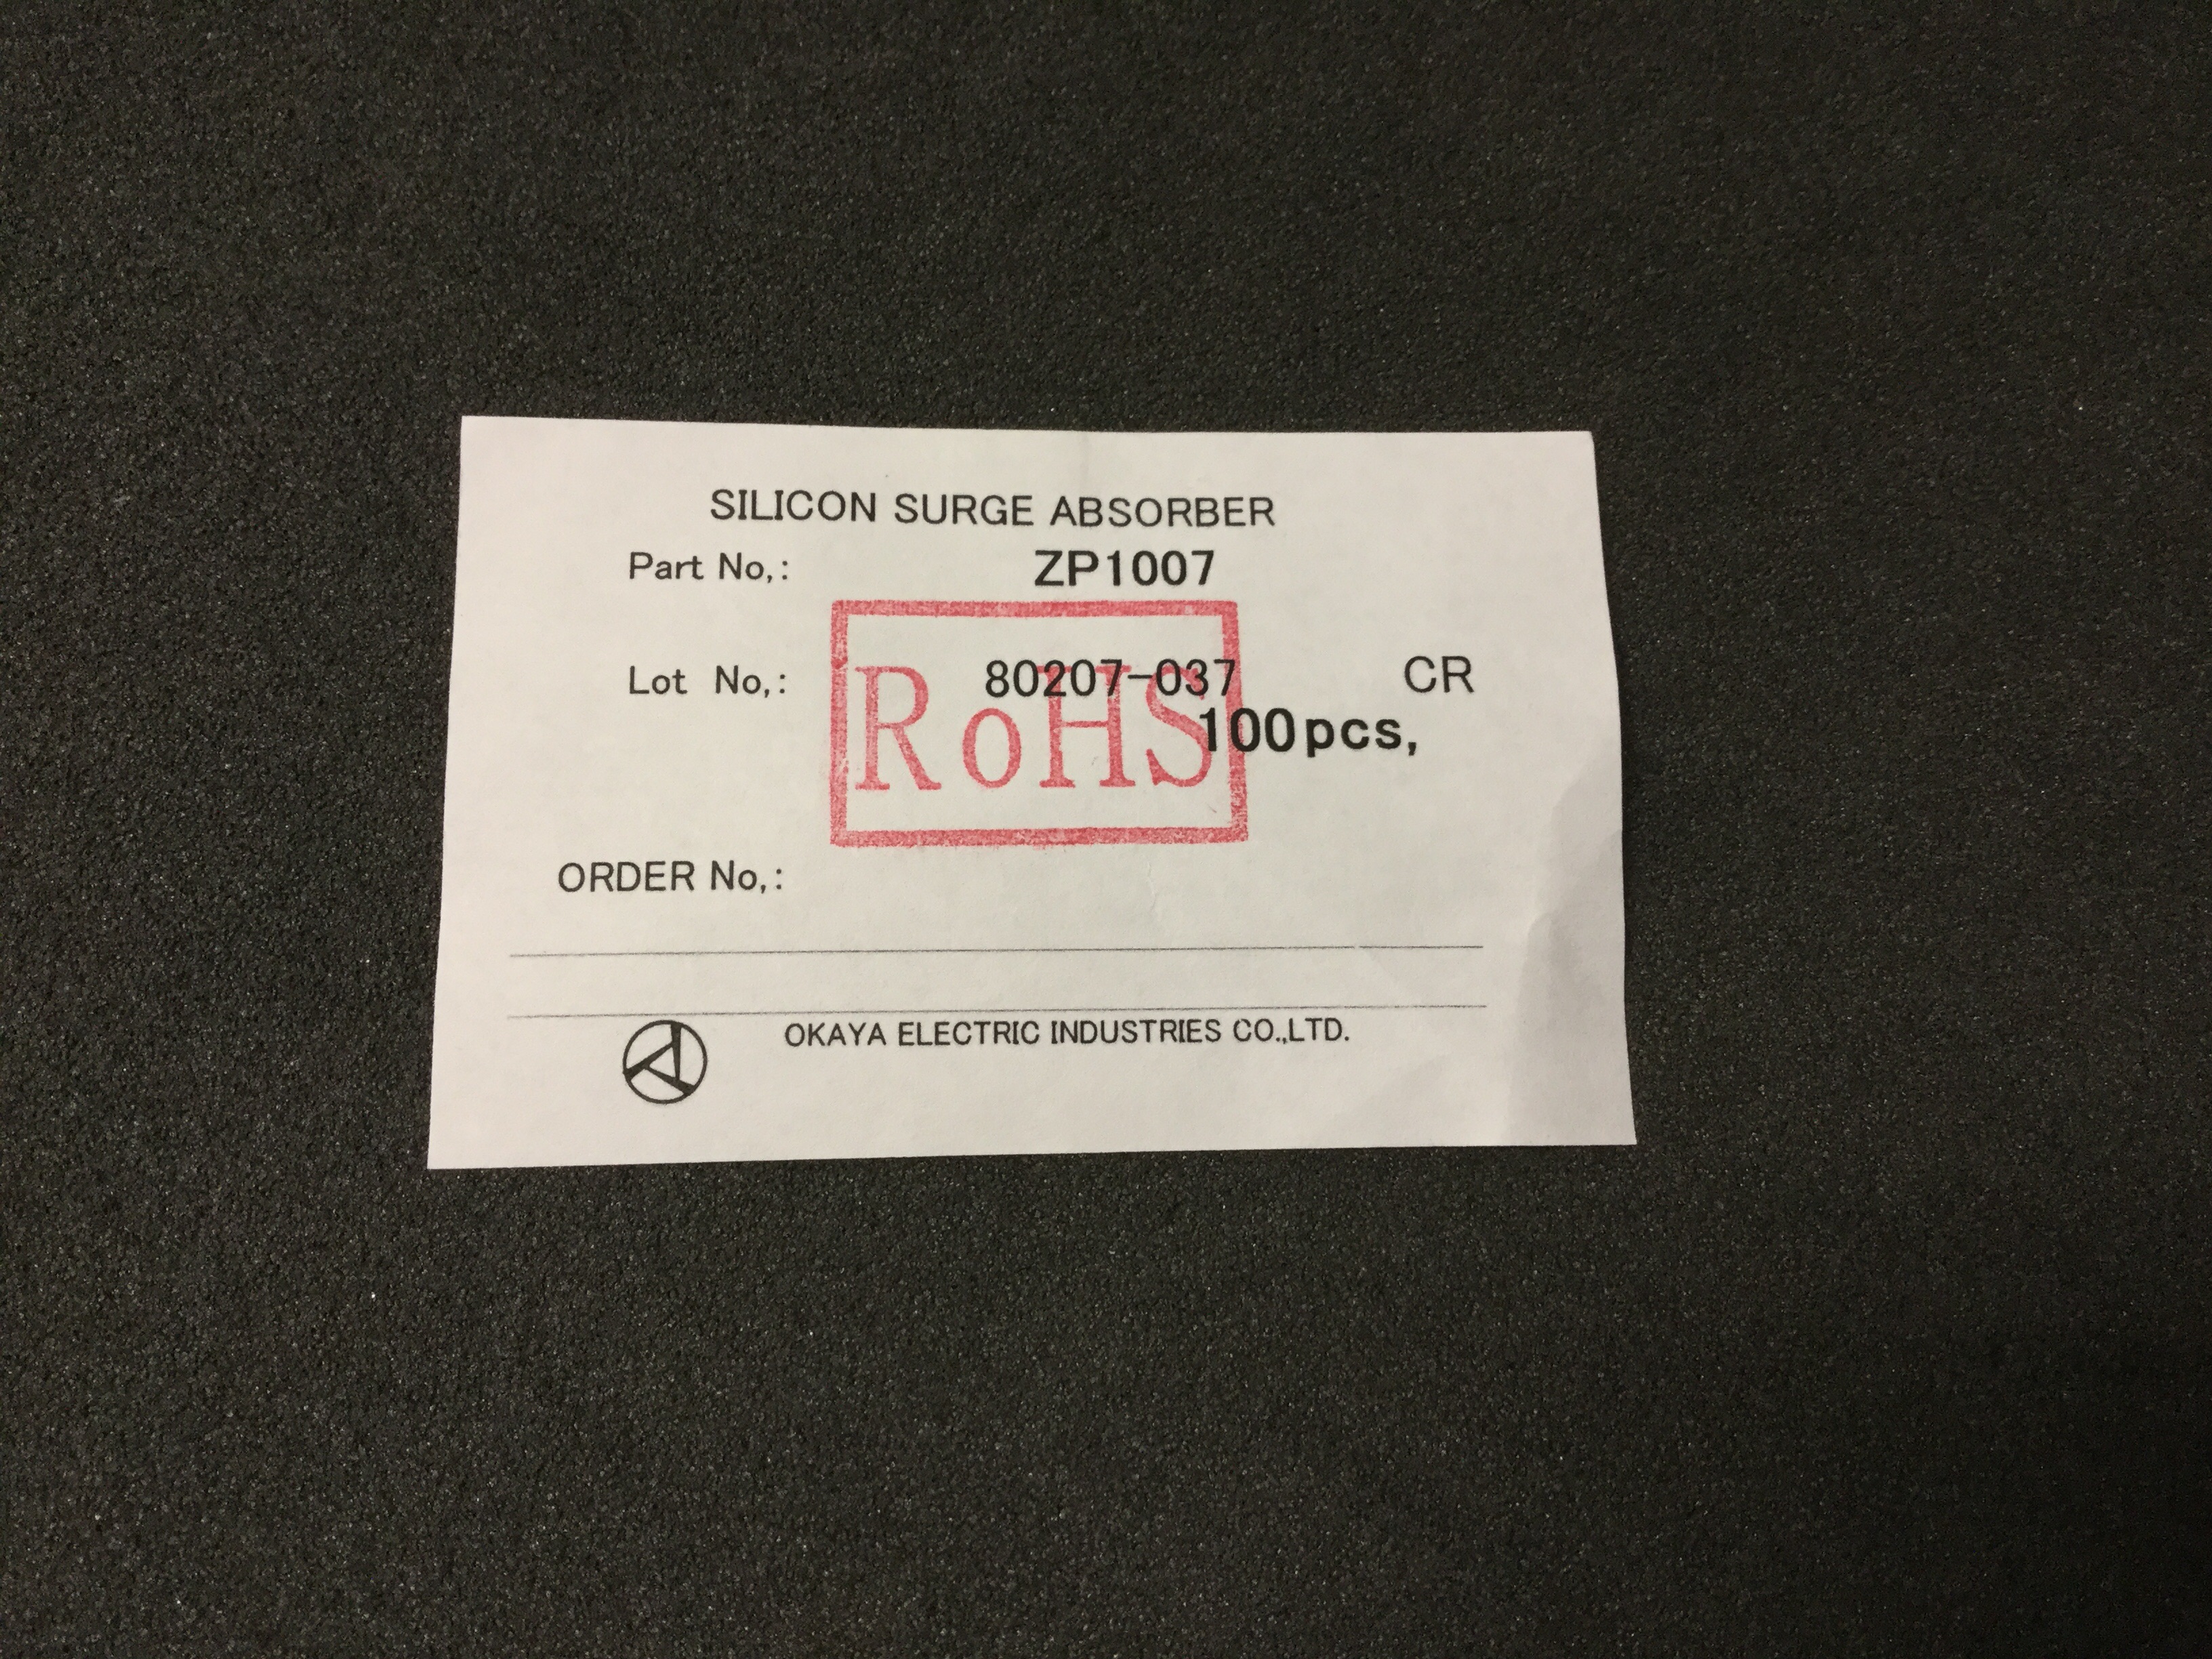 SILICON SURGE ABSORBER
Part No,: ZP1007
Lot No,: 80207-037 CR
RoHS
100pcs,
ORDER No,:
OKAYA ELECTRIC INDUSTRIES CO.,LTD.